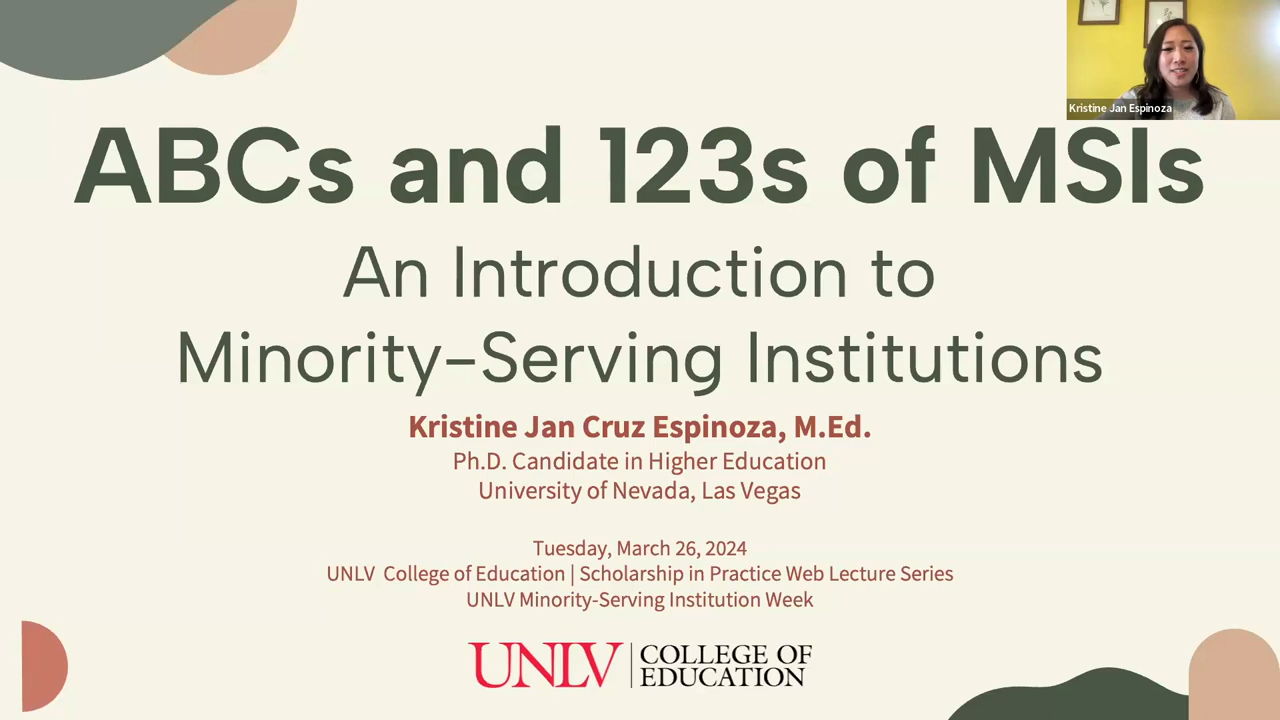 Kristine Jan Espinoza
ABCs and 123s of MSIs
An Introduction to
Minority-Serving Institutions
Kristine Jan Cruz Espinoza, M.Ed.
Ph.D. Candidate in Higher Education
University of Nevada, Las Vegas
Tuesday, March 26, 2024
UNLV College of Education | Scholarship in Practice Web Lecture Series
UNLV Minority-Serving Institution Week
UNLV
COLLEGE OF
EDUCATION